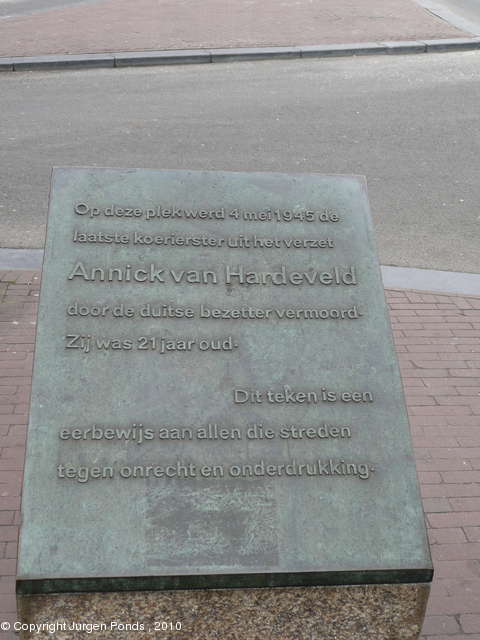 Op deze plek werd 4 mei 1945 de
laatste koerierster uit het verzet
Annick van Hardeveld
door de duitse bezetter vermoord.
Zij was 21 jaar oud.
Dit teken is een
eerbewijs aan allen die streden
tegen onrecht en onderdrukking.
© Copyright Jurgen Fonds , 2010